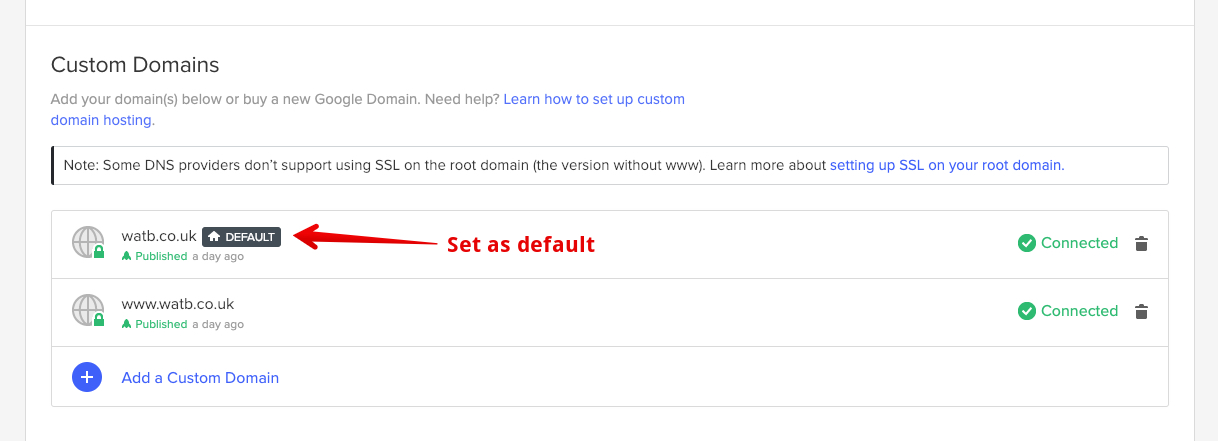 Custom Domains
Add your domain(s) below or buy a new Google Domain. Need help? Learn how to set up custom
domain hosting.
Note: Some DNS providers don’t support using SSL on the root domain (the version without www). Learn more about setting up SSL on your root domain.
watb.co.uk DEFAULT Set as default Connected
Published a day ago
www.watb.co.uk Connected
Published a day ago
Add a Custom Domain